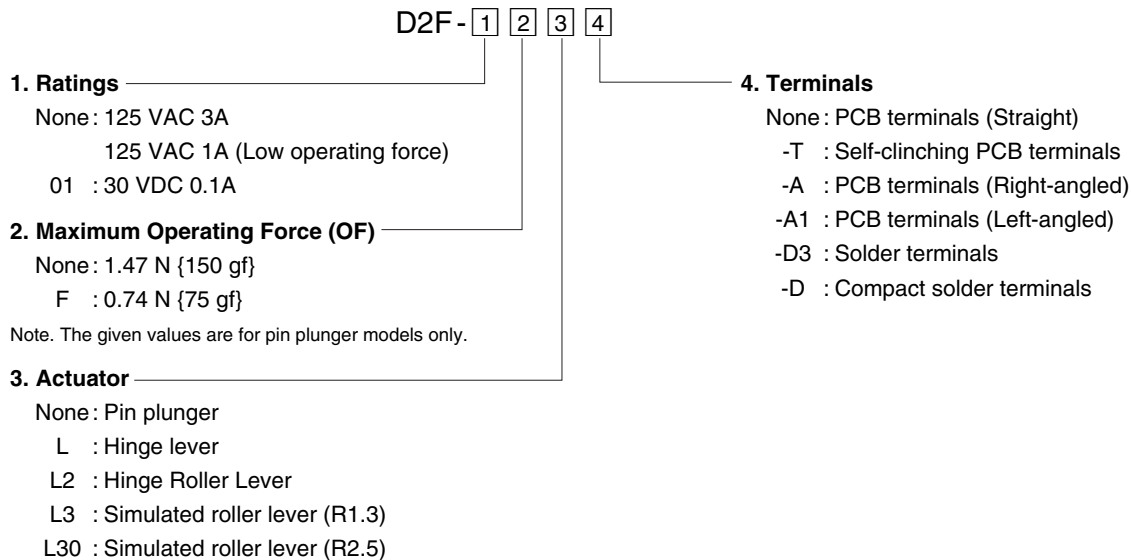 D2F - 1 2 3 4
1. Ratings
None : 125 VAC 3A
125 VAC 1A (Low operating force)
01 : 30 VDC 0.1A
2. Maximum Operating Force (OF)
None : 1.47 N {150 gf}
F : 0.74 N {75 gf}
Note. The given values are for pin plunger models only.
3. Actuator
None : Pin plunger
L : Hinge lever
L2 : Hinge Roller Lever
L3 : Simulated roller lever (R1.3)
L30 : Simulated roller lever (R2.5)
4. Terminals
None : PCB terminals (Straight)
-T : Self-clinching PCB terminals
-A : PCB terminals (Right-angled)
-A1 : PCB terminals (Left-angled)
-D3 : Solder terminals
-D : Compact solder terminals